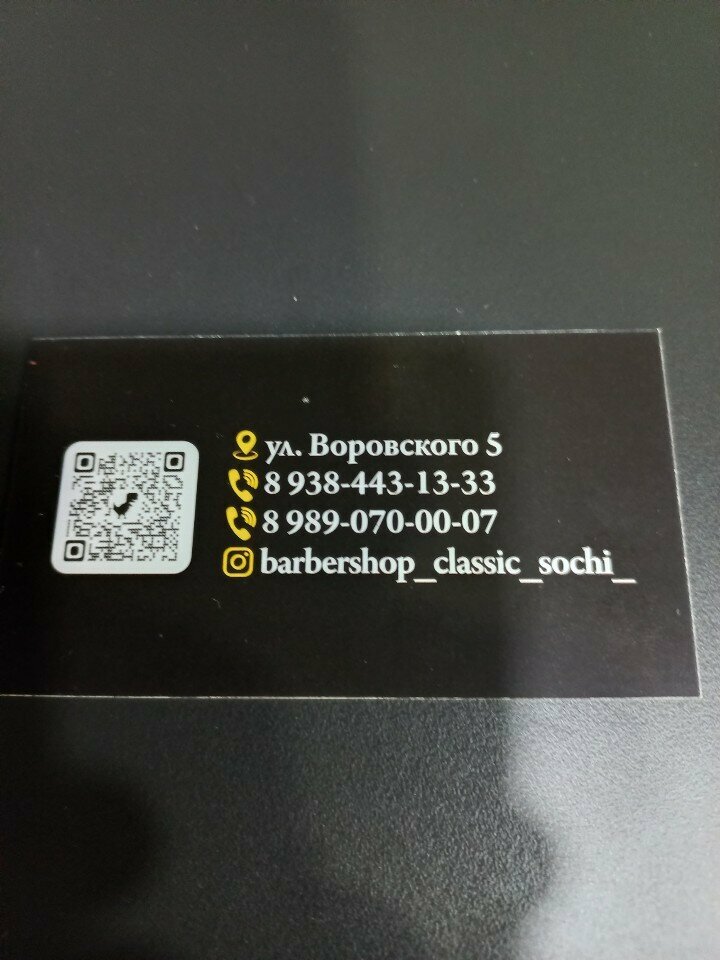 ул. Воровского 5
8 938-443-13-33
8 989-070-00-07
barbershop_classic_sochi_